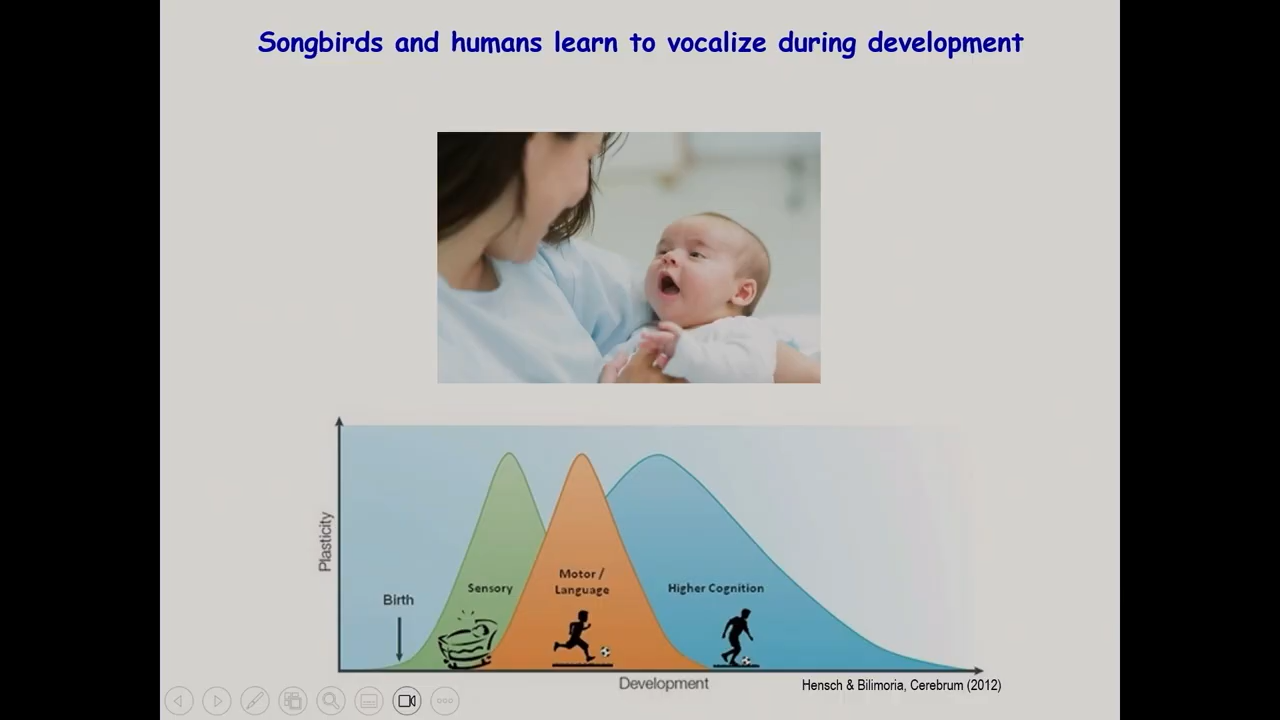 Songbirds and humans learn to vocalize during development
Plasticity
Birth
Sensory
Motor /
Language
Higher Cognition
Development
Hensch & Bilimoria, Cerebrum (2012)